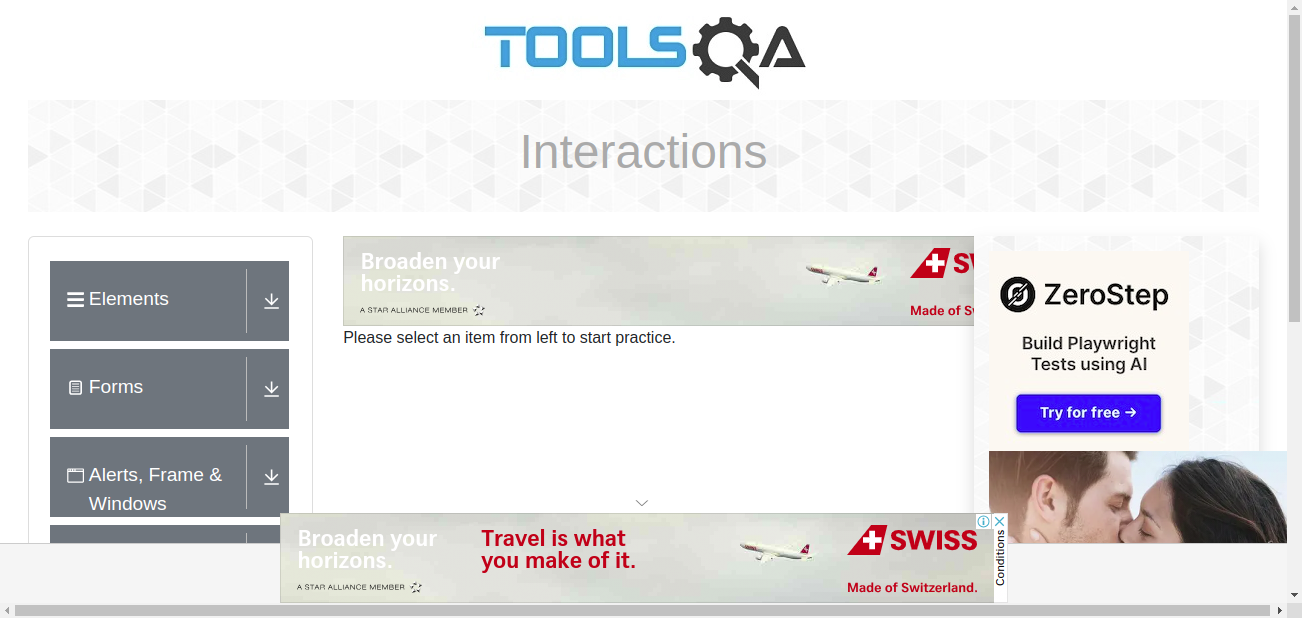 TOOLSQA
Interactions
Elements
Forms
Alerts, Frame &
Windows
Broaden your
horizons.
A STAR ALLIANCE MEMBER
Made of Sw
Please select an item from left to start practice.
ZeroStep
Build Playwright
Tests using AI
Try for free →
Broaden your
horizons.
A STAR ALLIANCE MEMBER
Travel is what
you make of it.
SWISS
Made of Switzerland.
Conditions